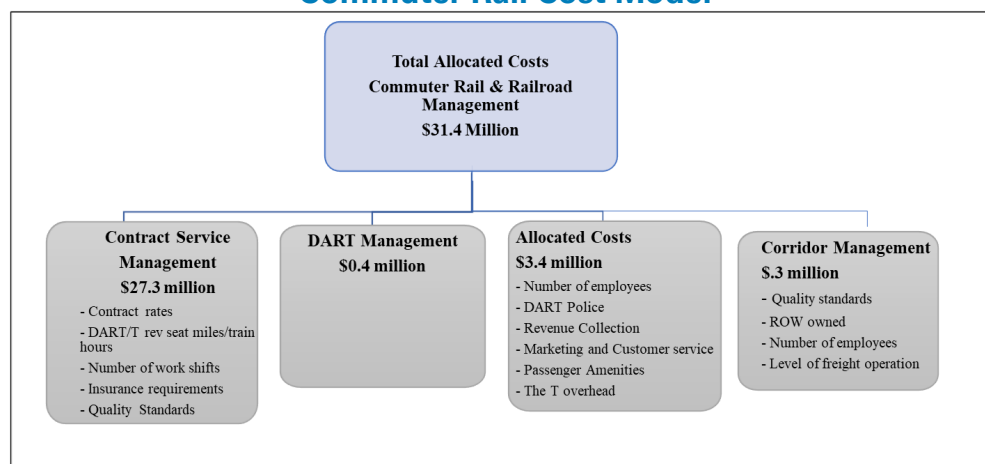 Commuter Rail Cost Model
Total Allocated Costs
Commuter Rail & Railroad
Management
$31.4 Million
Contract Service
Management
$27.3 million
- Contract rates
- DART/T rev seat miles/train
hours
- Number of work shifts
- Insurance requirements
- Quality Standards
DART Management
$0.4 million
Allocated Costs
$3.4 million
- Number of employees
- DART Police
- Revenue Collection
- Marketing and Customer service
- Passenger Amenities
- The T overhead
Corridor Management
$.3 million
- Quality standards
- ROW owned
- Number of employees
- Level of freight operation